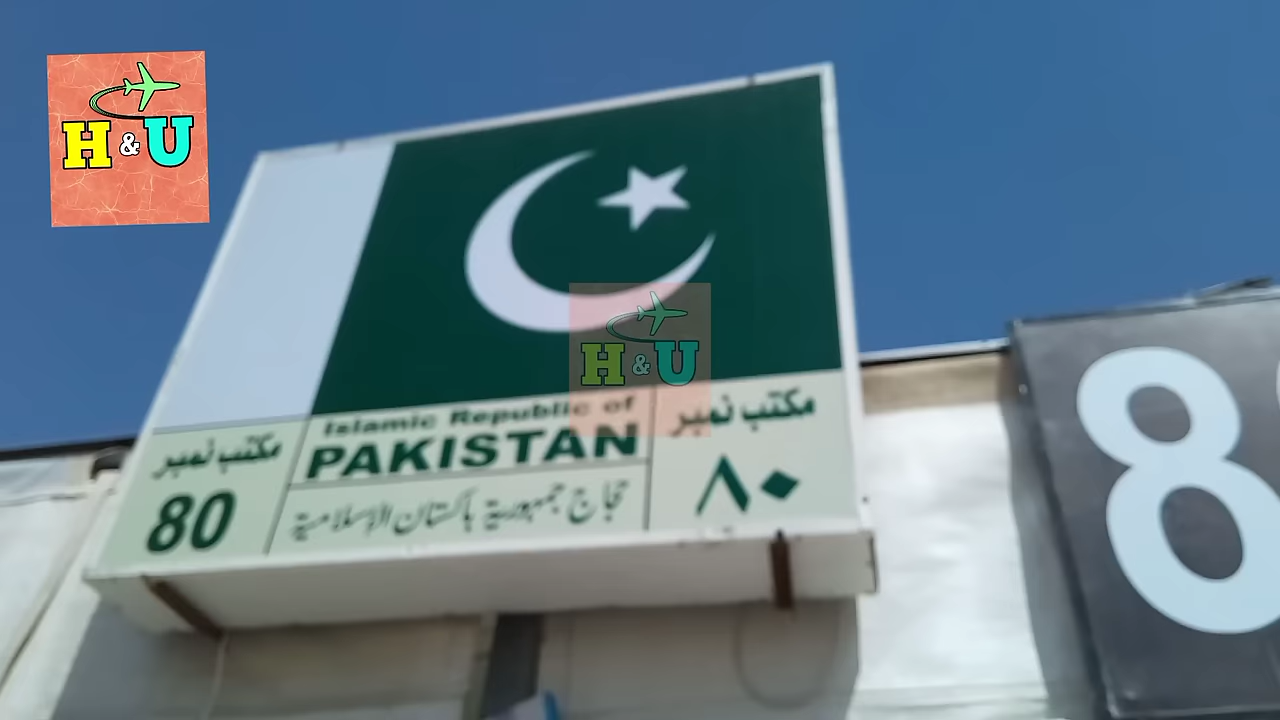 H & U
H & U
مكتب نمبر
80
Islamic Republic of
PAKISTAN
حجاج جمهورية باكستان الإسلامية
مكتب نمبر
٨٠
8